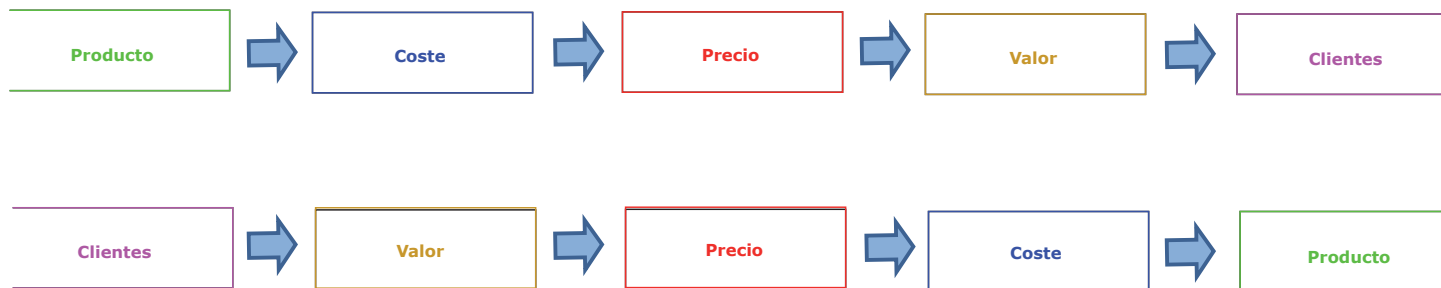 Producto
Coste
Precio
Valor
Clientes
Clientes
Valor
Precio
Coste
Producto